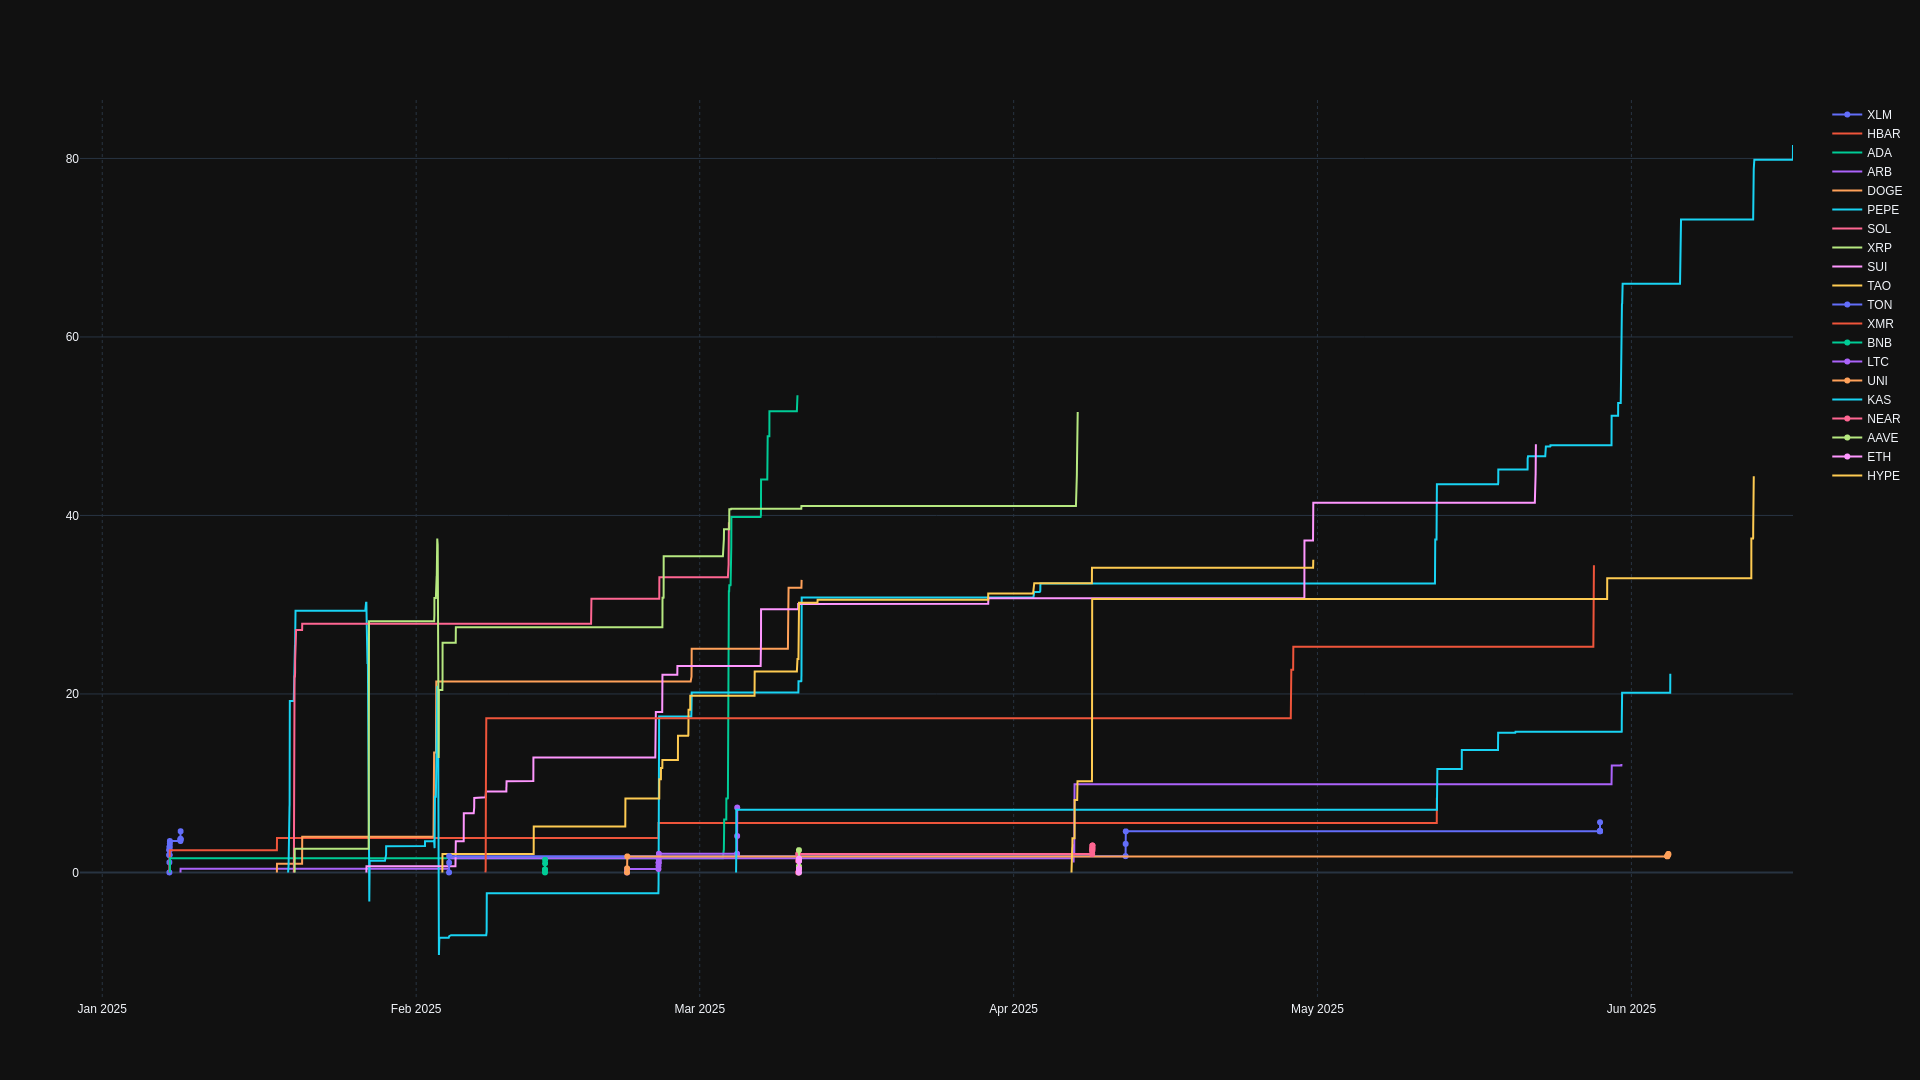 80
60
40
20
0
Jan 2025
Feb 2025
Mar 2025
Apr 2025
May 2025
Jun 2025
XLM
HBAR
ADA
ARB
DOGE
PEPE
SOL
XRP
SUI
TAO
TON
XMR
BNB
LTC
UNI
KAS
NEAR
AAVE
ETH
HYPE